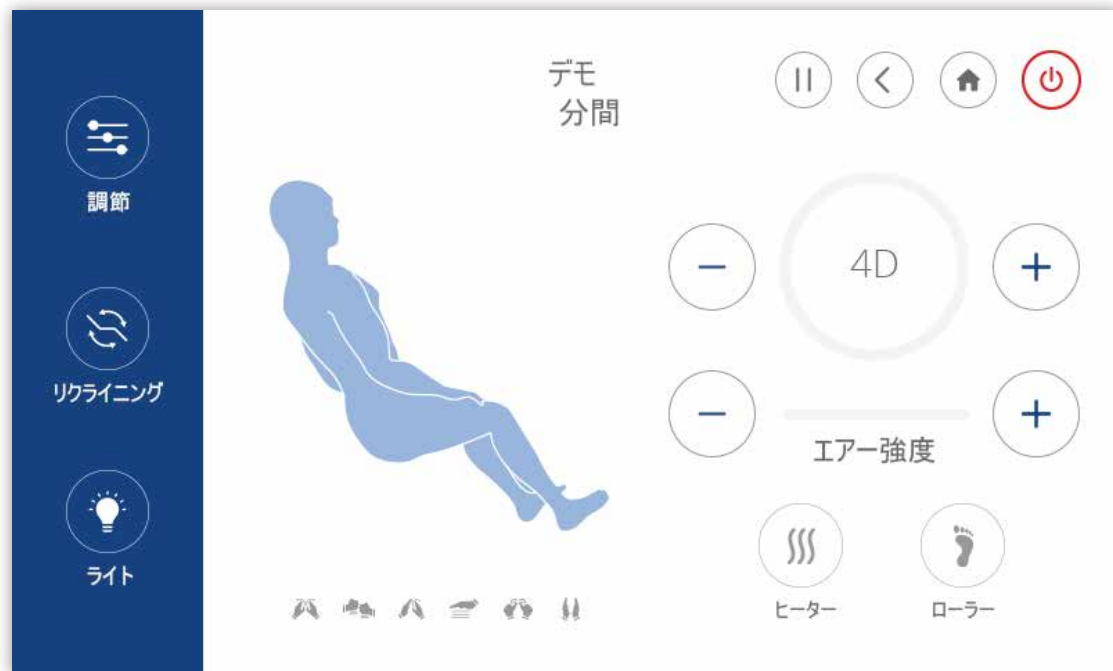 デモ
分間
調節
リクライニング
ライト
4D
エアー強度
ヒーター
ローラー